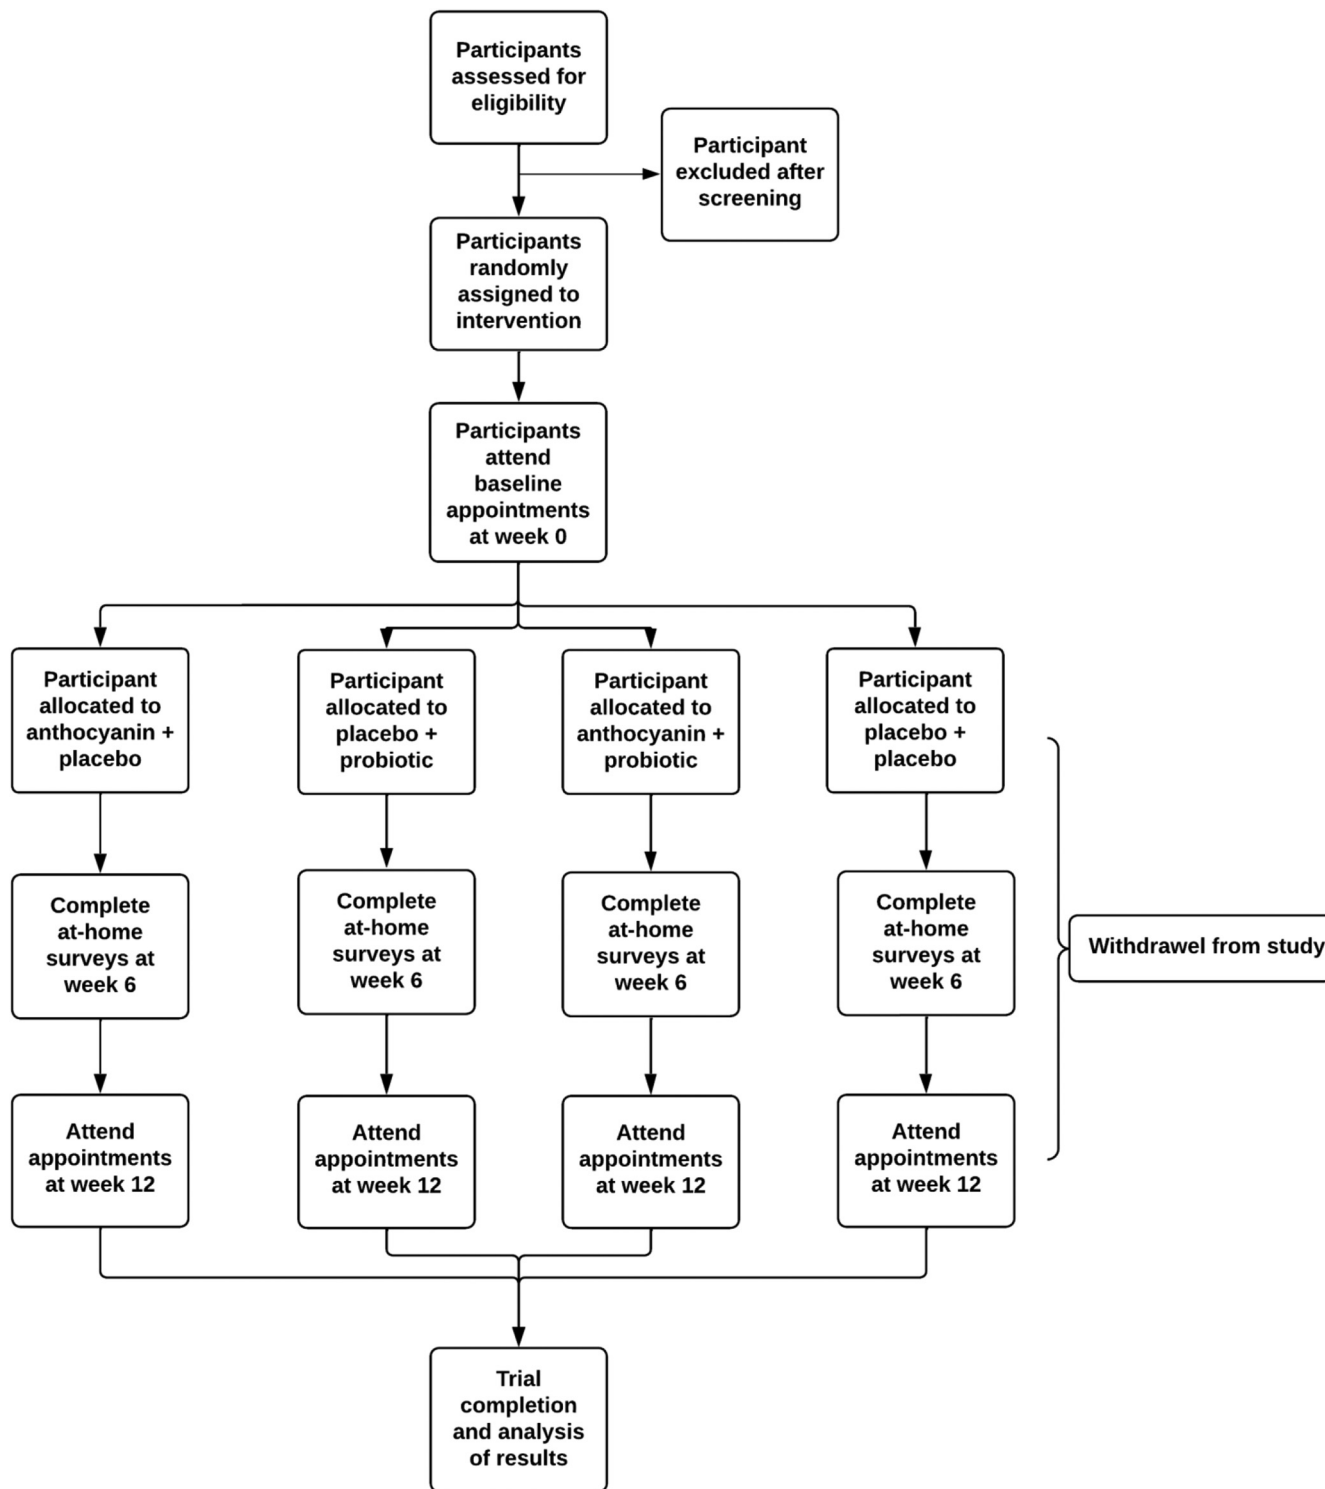 Participants
assessed for
eligibility
Participant
excluded after
screening
Participants
randomly
assigned to
intervention
Participants
attend
baseline
appointments
at week 0
Participant
allocated to
anthocyanin +
placebo
Participant
allocated to
placebo +
probiotic
Participant
allocated to
anthocyanin +
probiotic
Participant
allocated to
placebo +
placebo
Complete
at-home
surveys at
week 6
Complete
at-home
surveys at
week 6
Complete
at-home
surveys at
week 6
Complete
at-home
surveys at
week 6
Withdrawel from study
Attend
appointments
at week 12
Attend
appointments
at week 12
Attend
appointments
at week 12
Attend
appointments
at week 12
Trial
completion
and analysis
of results